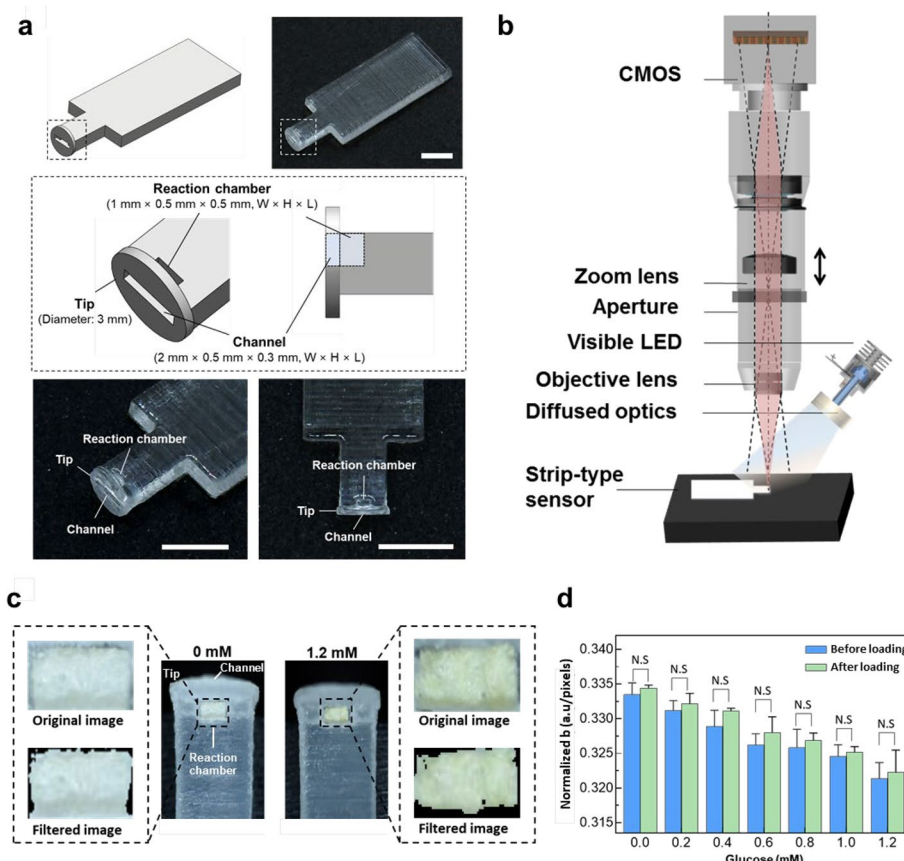 a
Reaction chamber
(1 mm × 0.5 mm × 0.5 mm, W × H × L)
Tip
(Diameter: 3 mm)
Channel
(2 mm × 0.5 mm × 0.3 mm, W × H × L)
Reaction chamber
Tip
Channel
Reaction chamber
Tip
Channel
b
CMOS
Zoom lens
Aperture
Visible LED
Objective lens
Diffused optics
Strip-type
sensor
c
Original image
Filtered image
0 mM
Tip
Channel
Reaction
chamber
1.2 mM
Original image
Filtered image
d
Before loading
After loading
Normalized b (a.u/pixels)
0.340
0.335
0.330
0.325
0.320
0.315
N.S
N.S
N.S
N.S
N.S
N.S
N.S
0.0 0.2 0.4 0.6 0.8 1.0 1.2
Glucose (mM)